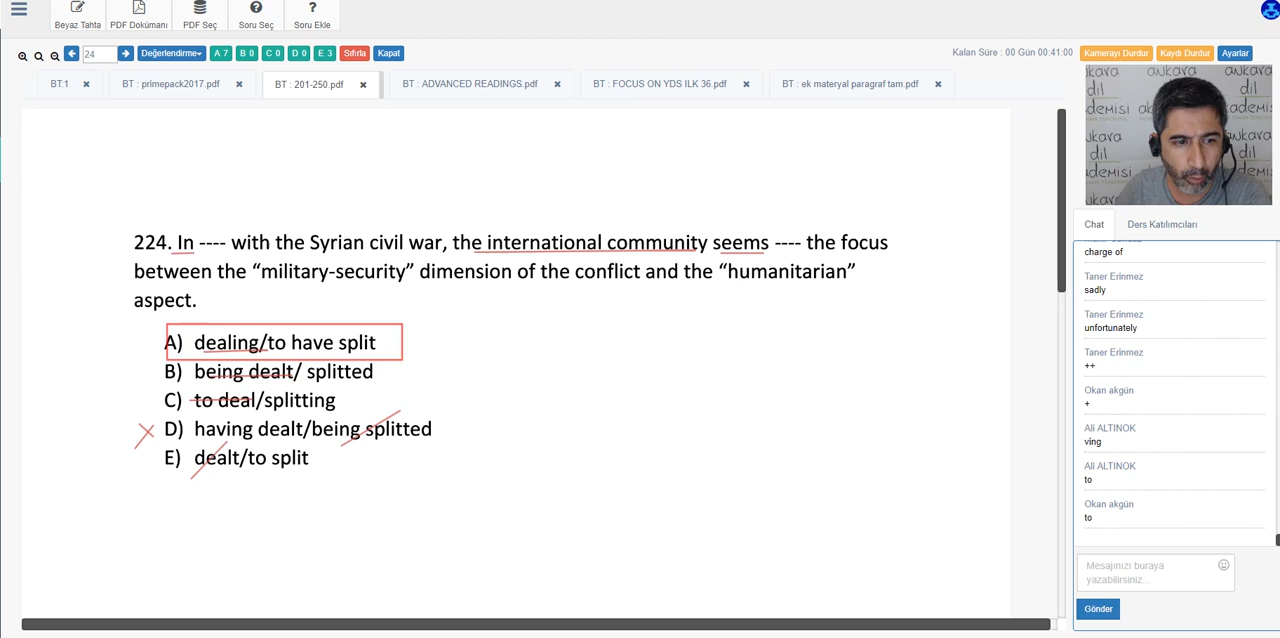 Beyaz Tahta
PDF Dokümanı
PDF Seç
Soru Seç
? Soru Ekle
24
Değerlendirme
A 7
B 0
C 0
D 0
E 3
Sıfırla
Kapat
Kalan Süre : 00 Gün 00:41:00
Kamerayı Durdur
Kaydı Durdur
Ayarlar
BT:1
BT : primepack2017.pdf
BT : 201-250.pdf
BT : ADVANCED READINGS.pdf
BT : FOCUS ON YDS ILK 36.pdf
BT : ek materyal paragraf tam.pdf
224. In ---- with the Syrian civil war, the international community seems ---- the focus
between the “military-security” dimension of the conflict and the “humanitarian”
aspect.
A) dealing/to have split
B) being dealt/ splitted
C) to deal/splitting
D) having dealt/being splitted
E) dealt/to split
ankara
dil
Chat
Ders Katılımcıları
charge of
Taner Erinmez
sadly
Taner Erinmez
unfortunately
Taner Erinmez
++
Okan akgün
+
Ali ALTINOK
ving
Ali ALTINOK
to
Okan akgün
to
Mesajınızı buraya
yazabilirsiniz...
Gönder